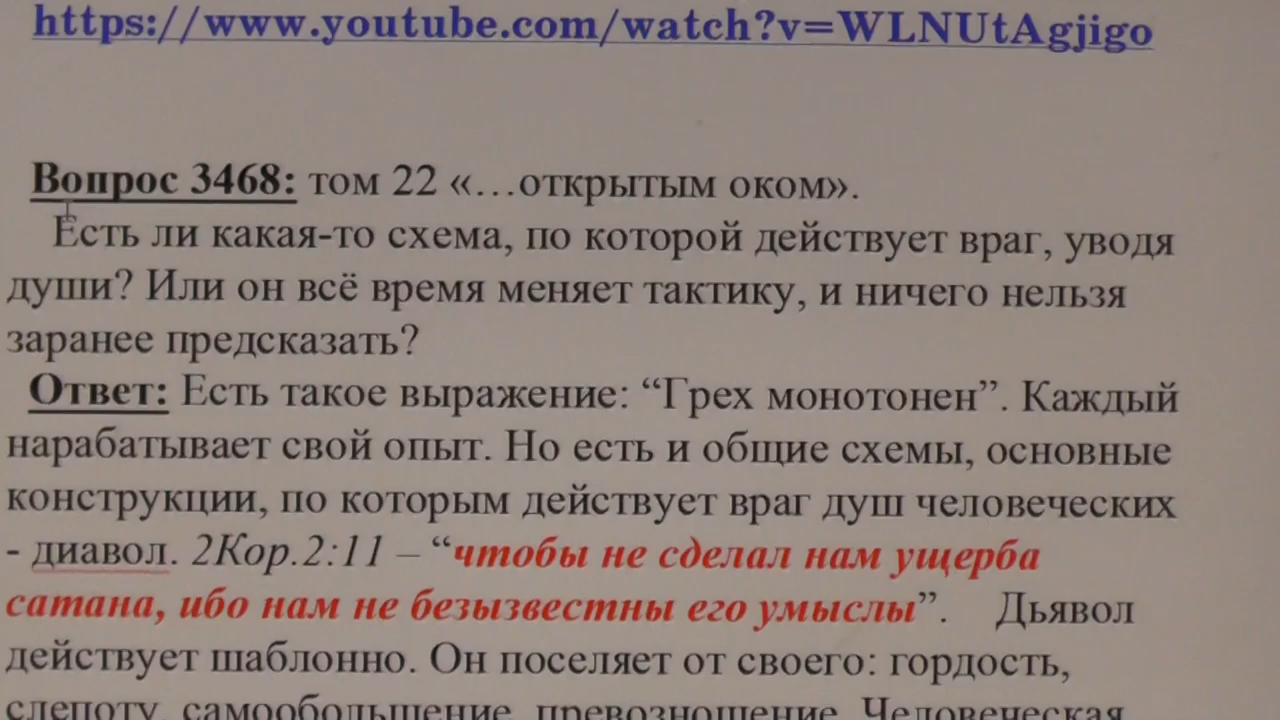 https://www.youtube.com/watch?v=WLNUtAgjigo
Вопрос 3468: том 22 «…открытым оком».
Есть ли какая-то схема, по которой действует враг, уводя
души? Или он всё время меняет тактику, и ничего нельзя
заранее предсказать?
Ответ: Есть такое выражение: “Грех монотонен”. Каждый
нарабатывает свой опыт. Но есть и общие схемы, основные
конструкции, по которым действует враг душ человеческих
- диавол. 2Кор.2:11 – “чтобы не сделал нам ущерба
сатана, ибо нам не безызвестны его умыслы”. Дьявол
действует шаблонно. Он поселяет от своего: гордость,
слепоту, самообольщение, превозношение. Человеческая